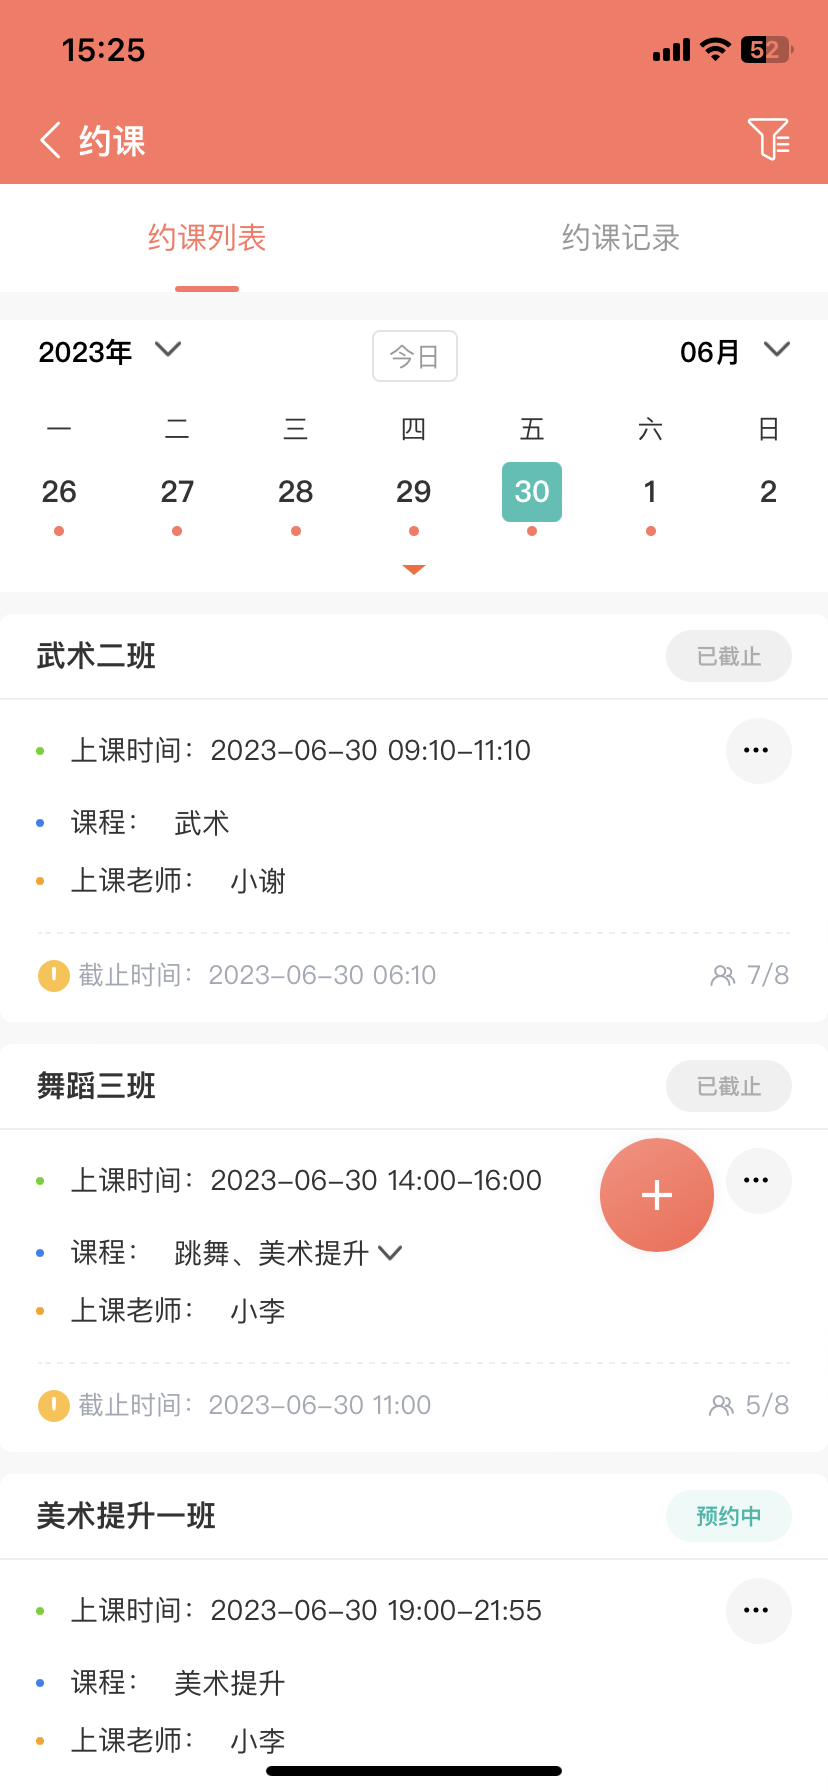 15:25
52
约课
约课列表 约课记录
2023年 今日 06月
一 二 三 四 五 六 日
26 27 28 29 30 1 2
武术二班 已截止
上课时间：2023-06-30 09:10-11:10
课程： 武术
上课老师： 小谢
截止时间：2023-06-30 06:10 7/8
舞蹈三班 已截止
上课时间：2023-06-30 14:00-16:00
课程： 跳舞、美术提升
上课老师： 小李
截止时间：2023-06-30 11:00 5/8
美术提升一班 预约中
上课时间：2023-06-30 19:00-21:55
课程： 美术提升
上课老师： 小李